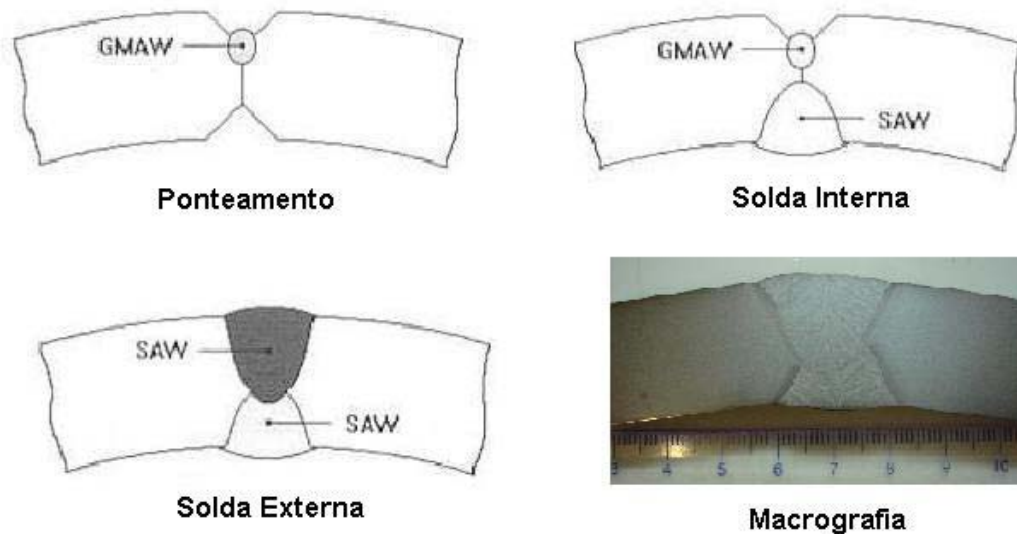 GMAW
Ponteamento
GMAW
SAW
Solda Interna
SAW
SAW
Solda Externa
3 4 5 6 7 8 9 10
Macrografia